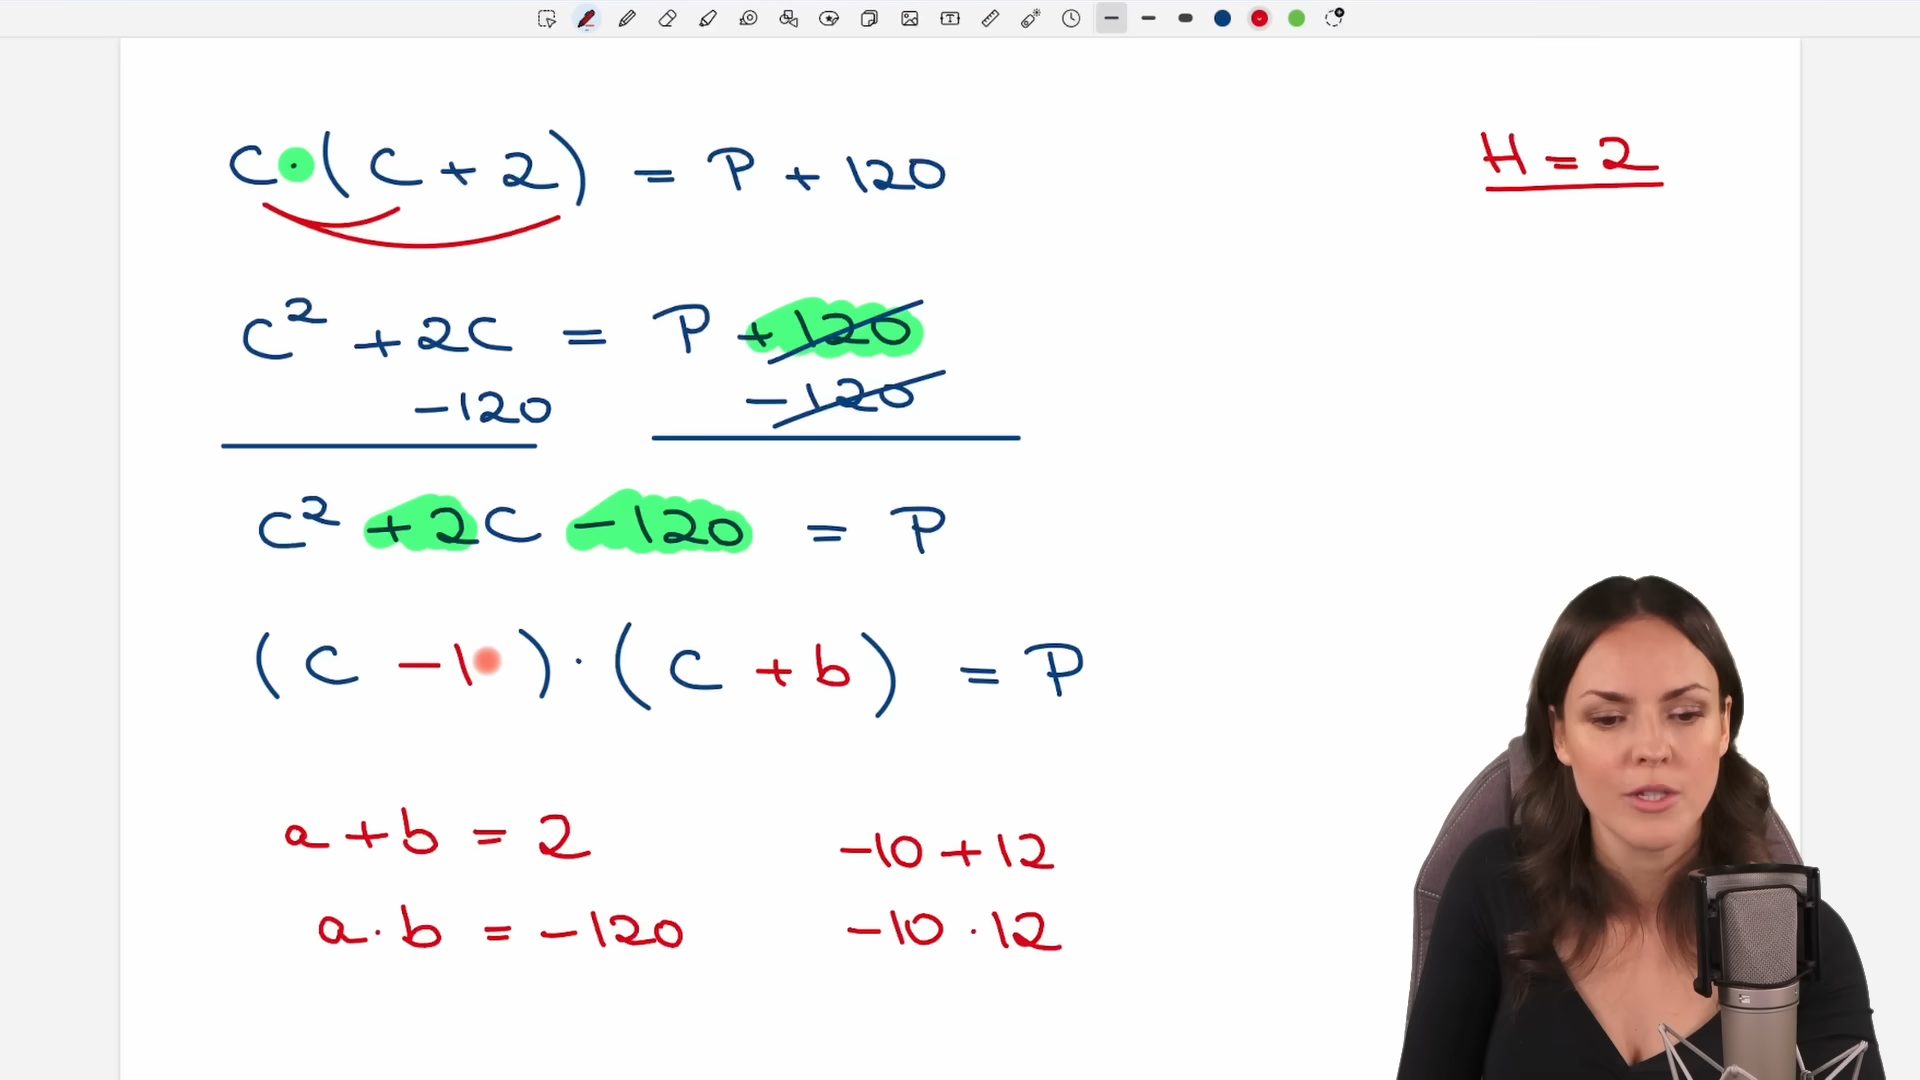 C · ( C + 2 ) = P + 120
H = 2
C² + 2C = P + 120
- 120 - 120
C² + 2C - 120 = P
( C - 1 ) · ( C + b ) = P
a + b = 2
-10 + 12
a · b = -120
-10 · 12